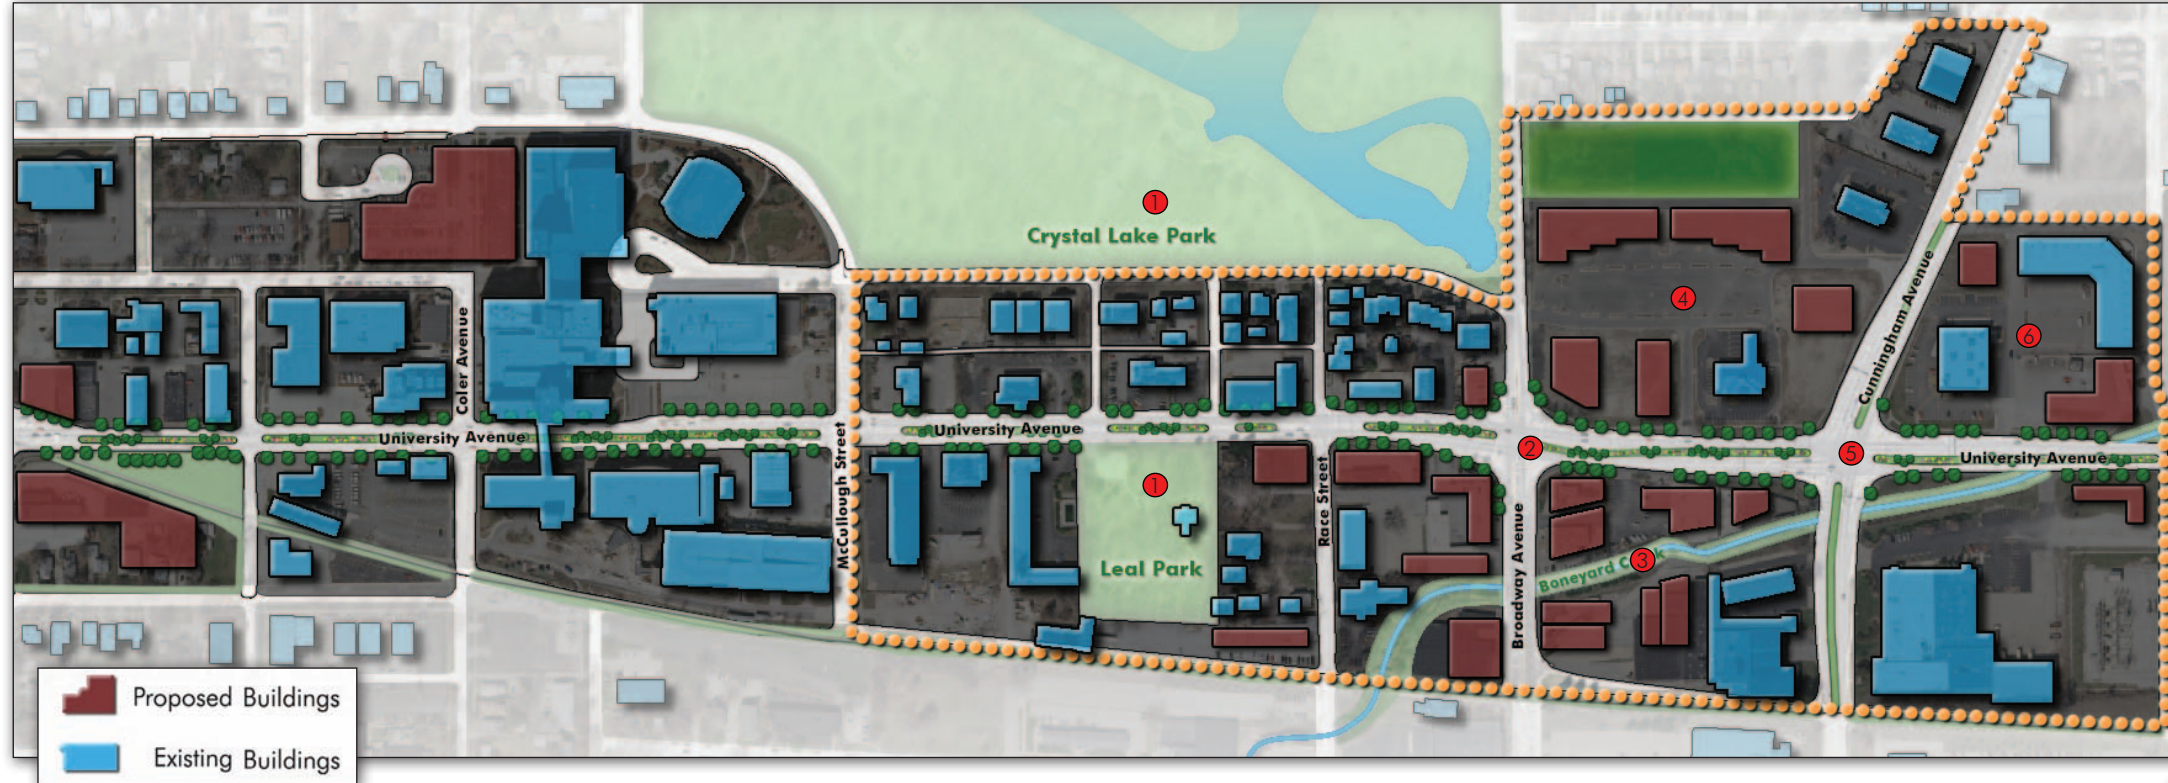 1
Crystal Lake Park
4
Cunningham Avenue
6
Coler Avenue
University Avenue
McCullough Street
University Avenue
2
5
University Avenue
1
Leal Park
Race Street
Broadway Avenue
3
Boneyard C k
Proposed Buildings
Existing Buildings